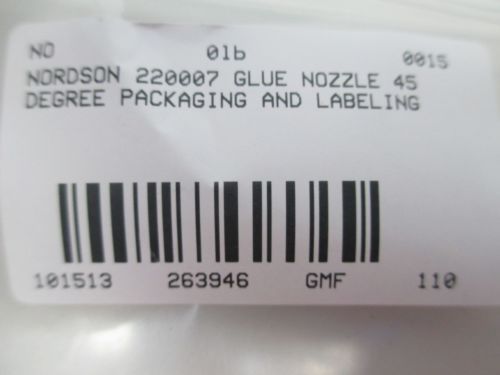 NO 01b 0015
NORDSON 220007 GLUE NOZZLE 45
DEGREE PACKAGING AND LABELING
101513 263946 GMF 110